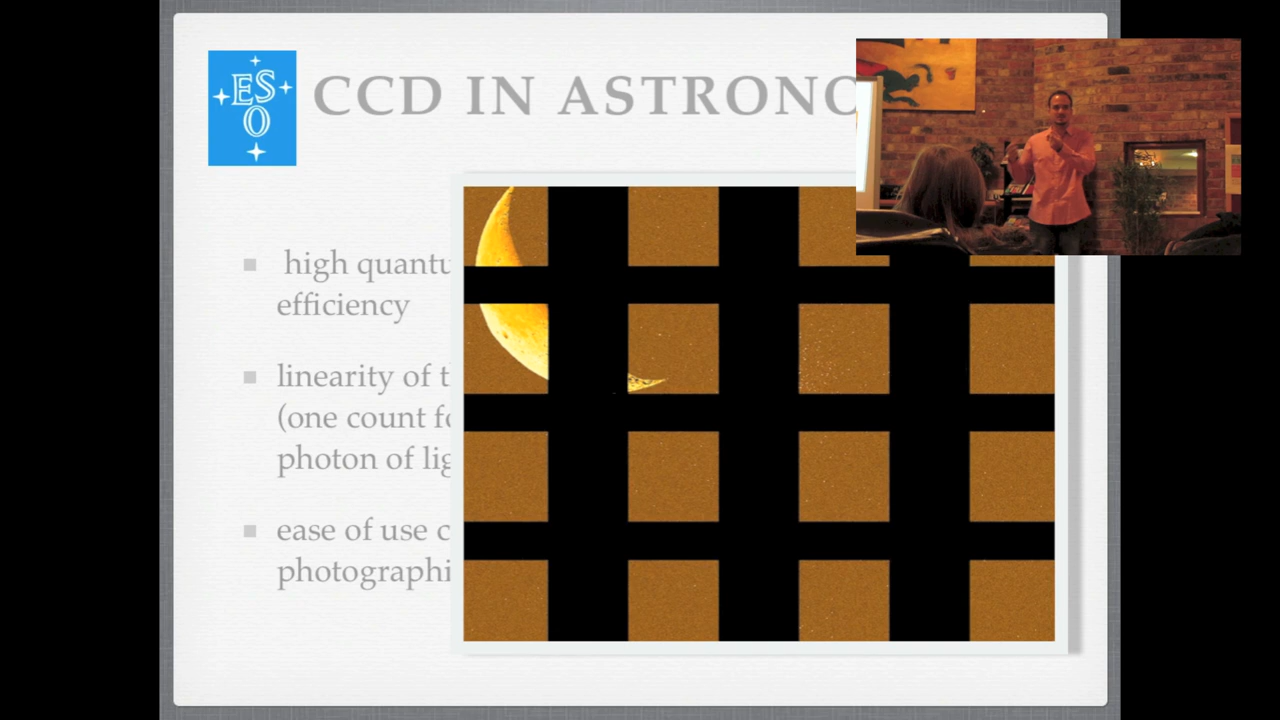 ESO
CCD IN ASTRONO
high quantu
efficiency
linearity of t
(one count fo
photon of lig
ease of use c
photographi